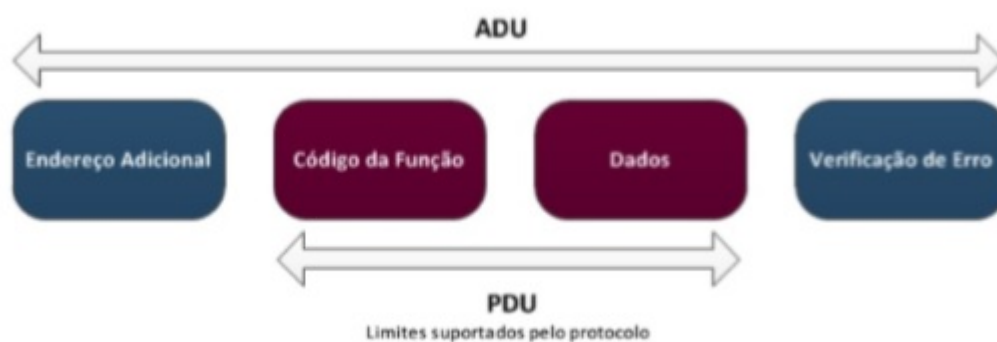 ADU
Endereço Adicional
Código da Função
Dados
Verificação de Erro
PDU
Limites suportados pelo protocolo